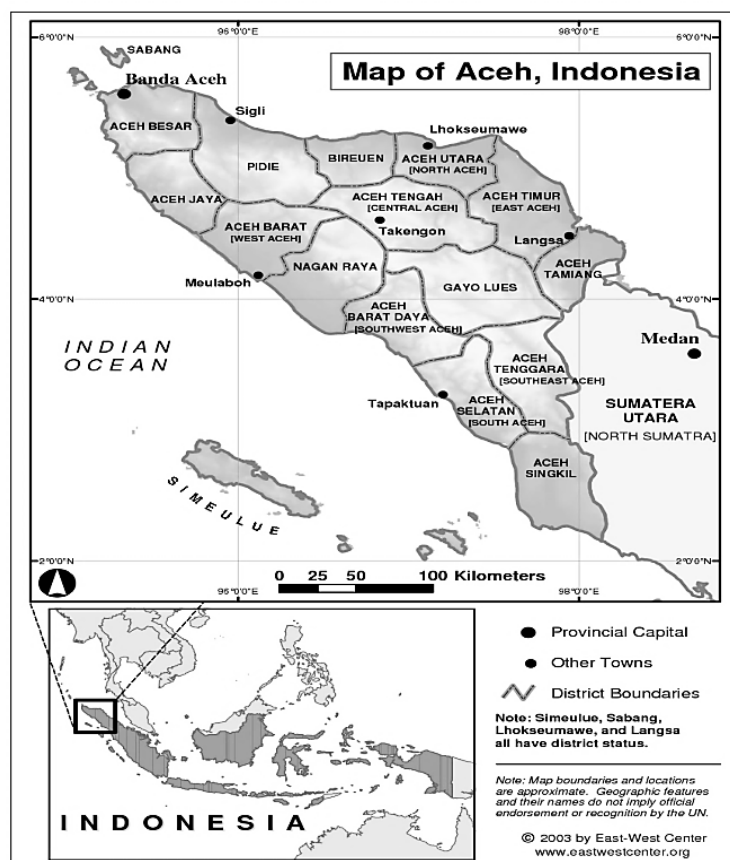 96°0'0"E
98°0'0"E
6°0'0"N
6°0'0"N
SABANG
Map of Aceh, Indonesia
Banda Aceh
Sigli
ACEH BESAR
Lhokseumawe
PIDIE
BIREUEN
ACEH UTARA
[NORTH ACEH]
ACEH JAYA
ACEH TENGAH
[CENTRAL ACEH]
ACEH TIMUR
[EAST ACEH]
ACEH BARAT
[WEST ACEH]
Takengon
Langsa
NAGAN RAYA
ACEH
TAMIANG
Meulaboh
GAYO LUES
4°0'0"N
4°0'0"N
ACEH
BARAT DAYA
[SOUTHWEST ACEH]
INDIAN
OCEAN
Medan
ACEH
TENGGARA
[SOUTHEAST ACEH]
Tapaktuan
ACEH
SELATAN
[SOUTH ACEH]
SUMATERA
UTARA
[NORTH SUMATRA]
ACEH
SINGKIL
SIMEULUE
2°0'0"N
2°0'0"N
0 25 50 100 Kilometers
96°0'0"E
98°0'0"E
Provincial Capital
Other Towns
District Boundaries
Note: Simeulue, Sabang,
Lhokseumawe, and Langsa
all have district status.
Note: Map boundaries and locations
are approximate. Geographic features
and their names do not imply official
endorsement or recognition by the UN.
© 2003 by East-West Center
www.eastwestcenter.org
INDONESIA